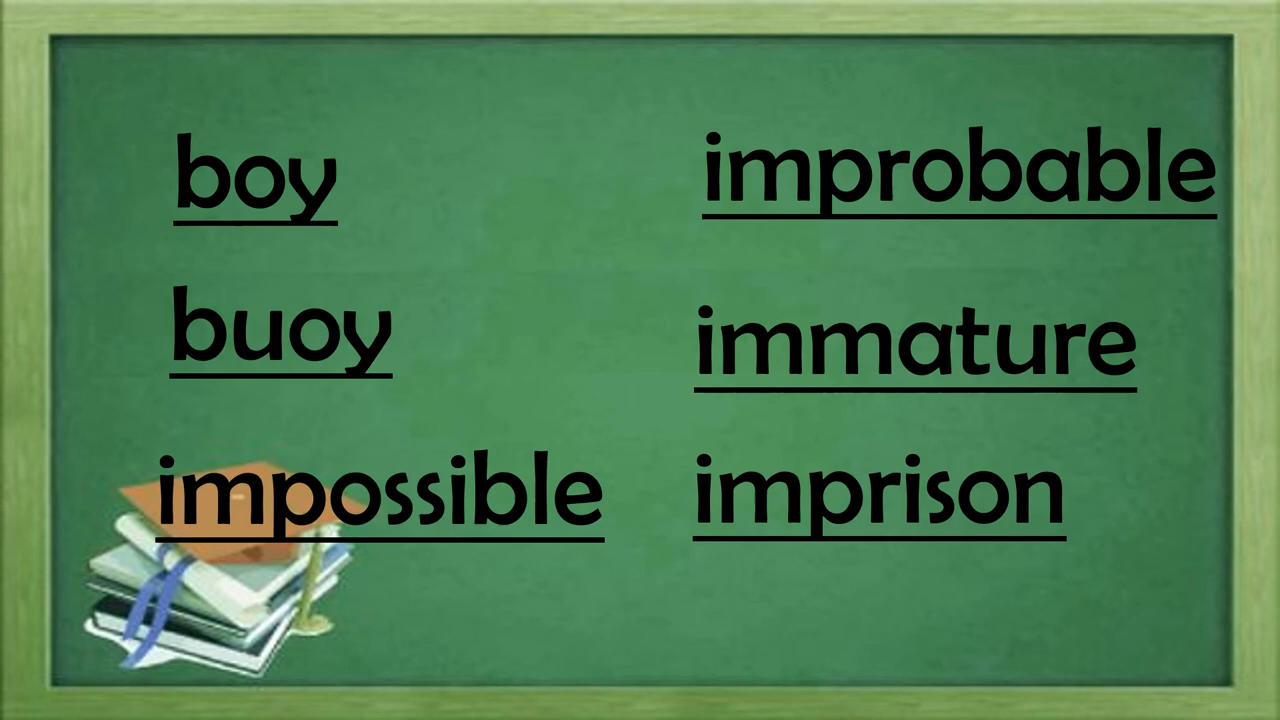 boy
buoy
impossible
improbable
immature
imprison